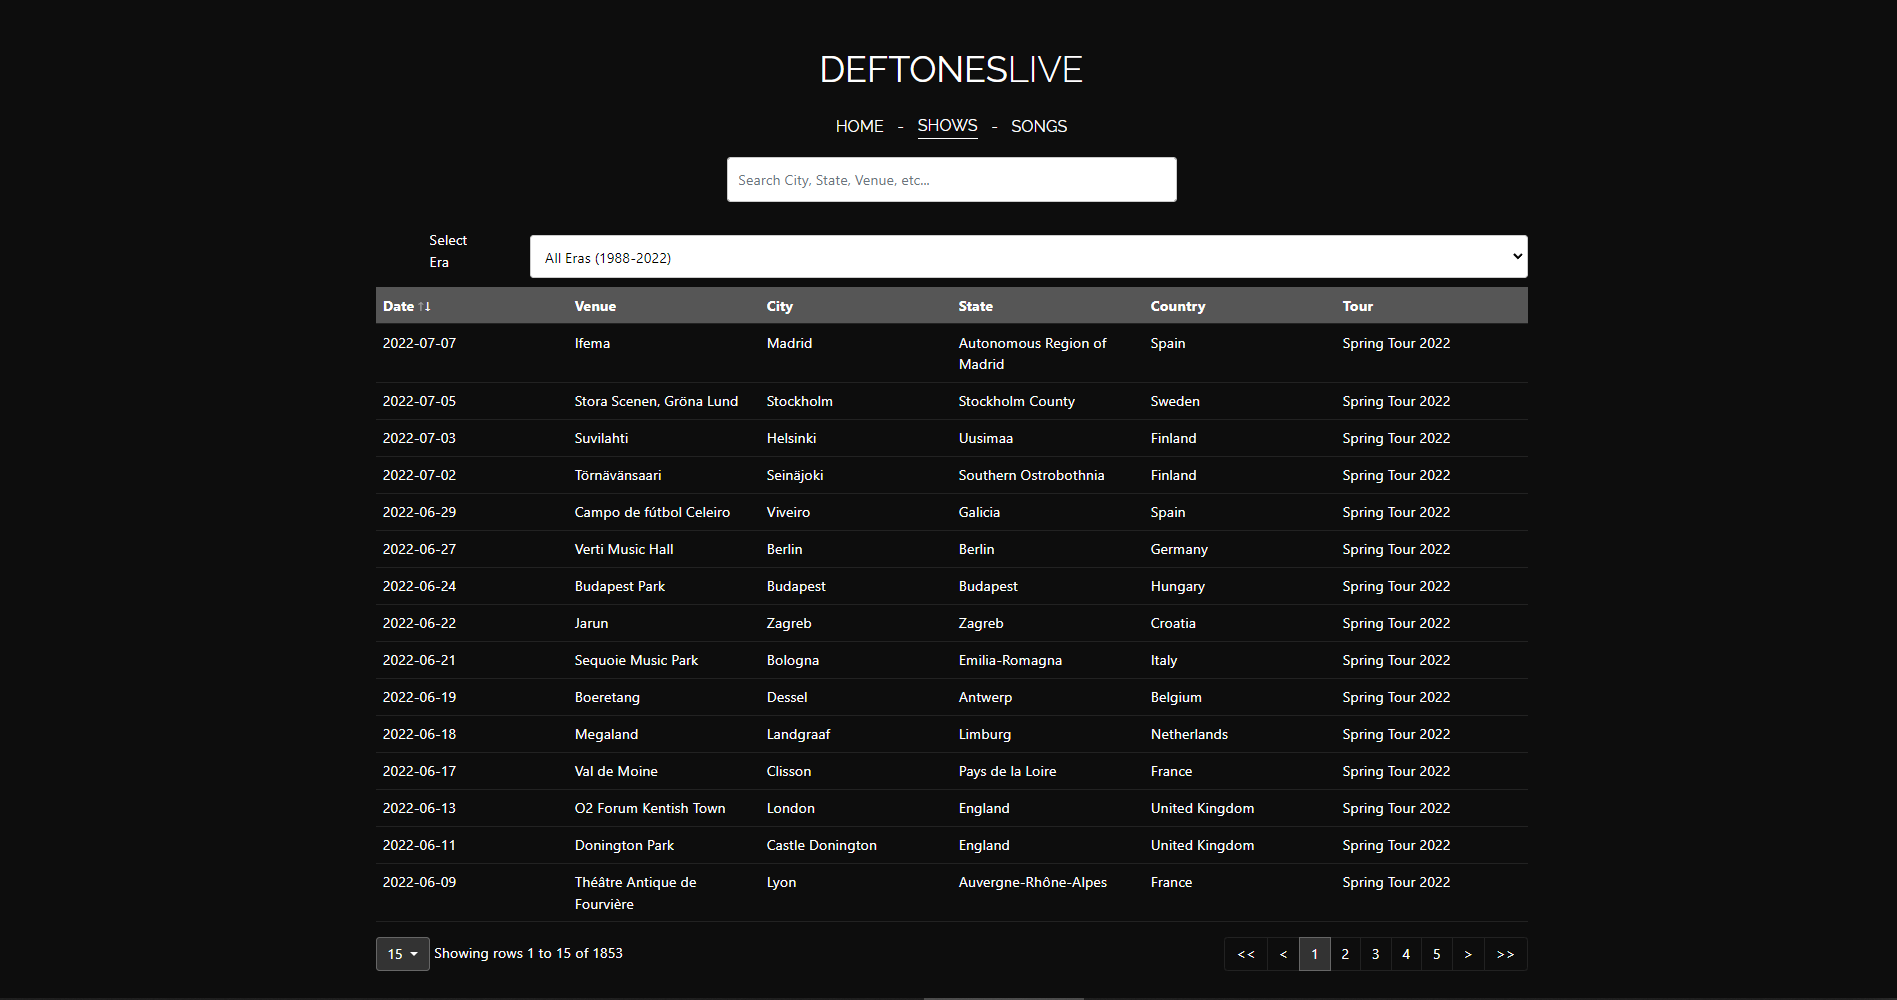 DEFTONESLIVE
HOME - SHOWS - SONGS
Search City, State, Venue, etc...
Select
Era
All Eras (1988-2022)
Date ↑↓ Venue City State Country Tour
2022-07-07 Ifema Madrid Autonomous Region of Spain Spring Tour 2022
Madrid
2022-07-05 Stora Scenen, Gröna Lund Stockholm Stockholm County Sweden Spring Tour 2022
2022-07-03 Suvilahti Helsinki Uusimaa Finland Spring Tour 2022
2022-07-02 Törnävänsaari Seinäjoki Southern Ostrobothnia Finland Spring Tour 2022
2022-06-29 Campo de fútbol Celeiro Viveiro Galicia Spain Spring Tour 2022
2022-06-27 Verti Music Hall Berlin Berlin Germany Spring Tour 2022
2022-06-24 Budapest Park Budapest Budapest Hungary Spring Tour 2022
2022-06-22 Jarun Zagreb Zagreb Croatia Spring Tour 2022
2022-06-21 Sequoie Music Park Bologna Emilia-Romagna Italy Spring Tour 2022
2022-06-19 Boeretang Dessel Antwerp Belgium Spring Tour 2022
2022-06-18 Megaland Landgraaf Limburg Netherlands Spring Tour 2022
2022-06-17 Val de Moine Clisson Pays de la Loire France Spring Tour 2022
2022-06-13 O2 Forum Kentish Town London England United Kingdom Spring Tour 2022
2022-06-11 Donington Park Castle Donington England United Kingdom Spring Tour 2022
2022-06-09 Théâtre Antique de Lyon Auvergne-Rhône-Alpes France Spring Tour 2022
Fourvière
15 Showing rows 1 to 15 of 1853 << < 1 2 3 4 5 > >>